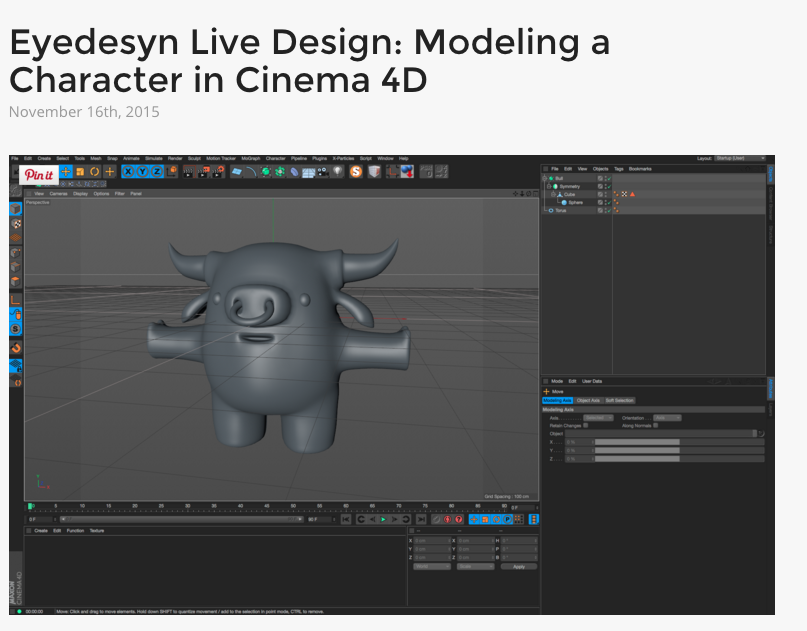 Eyedesyn Live Design: Modeling a
Character in Cinema 4D
November 16th, 2015
File Edit Create Select Tools Mesh Snap Animate Simulate Render Sculpt Motion Tracker MoGraph Character Pipeline Plugins X-Particles Script Window Help
Layout: Startup (User)
Pin it
X Y Z
File Edit View Objects Tags Bookmarks
Bull
Symmetry
Cube
Sphere
Torus
View Cameras Display Options Filter Panel
Perspective
Grid Spacing : 100 cm
Mode Edit User Data
Move
Modeling Axis Object Axis Soft Selection
Modeling Axis
Axis Orientation
Retain Changes Along Normals
Object
X
Y
Z
0 5 10 15 20 25 30 35 40 45 50 55 60 65 70 75 80 85 90 0 F
0 F 90 F
Create Edit Function Texture
X X H
Y Y P
Z Z B
World Scale Apply
MAXON
CINEMA 4D
00:00:00 Move: Click and drag to move elements. Hold down SHIFT to quantize movement / add to the selection in point mode, CTRL to remove.